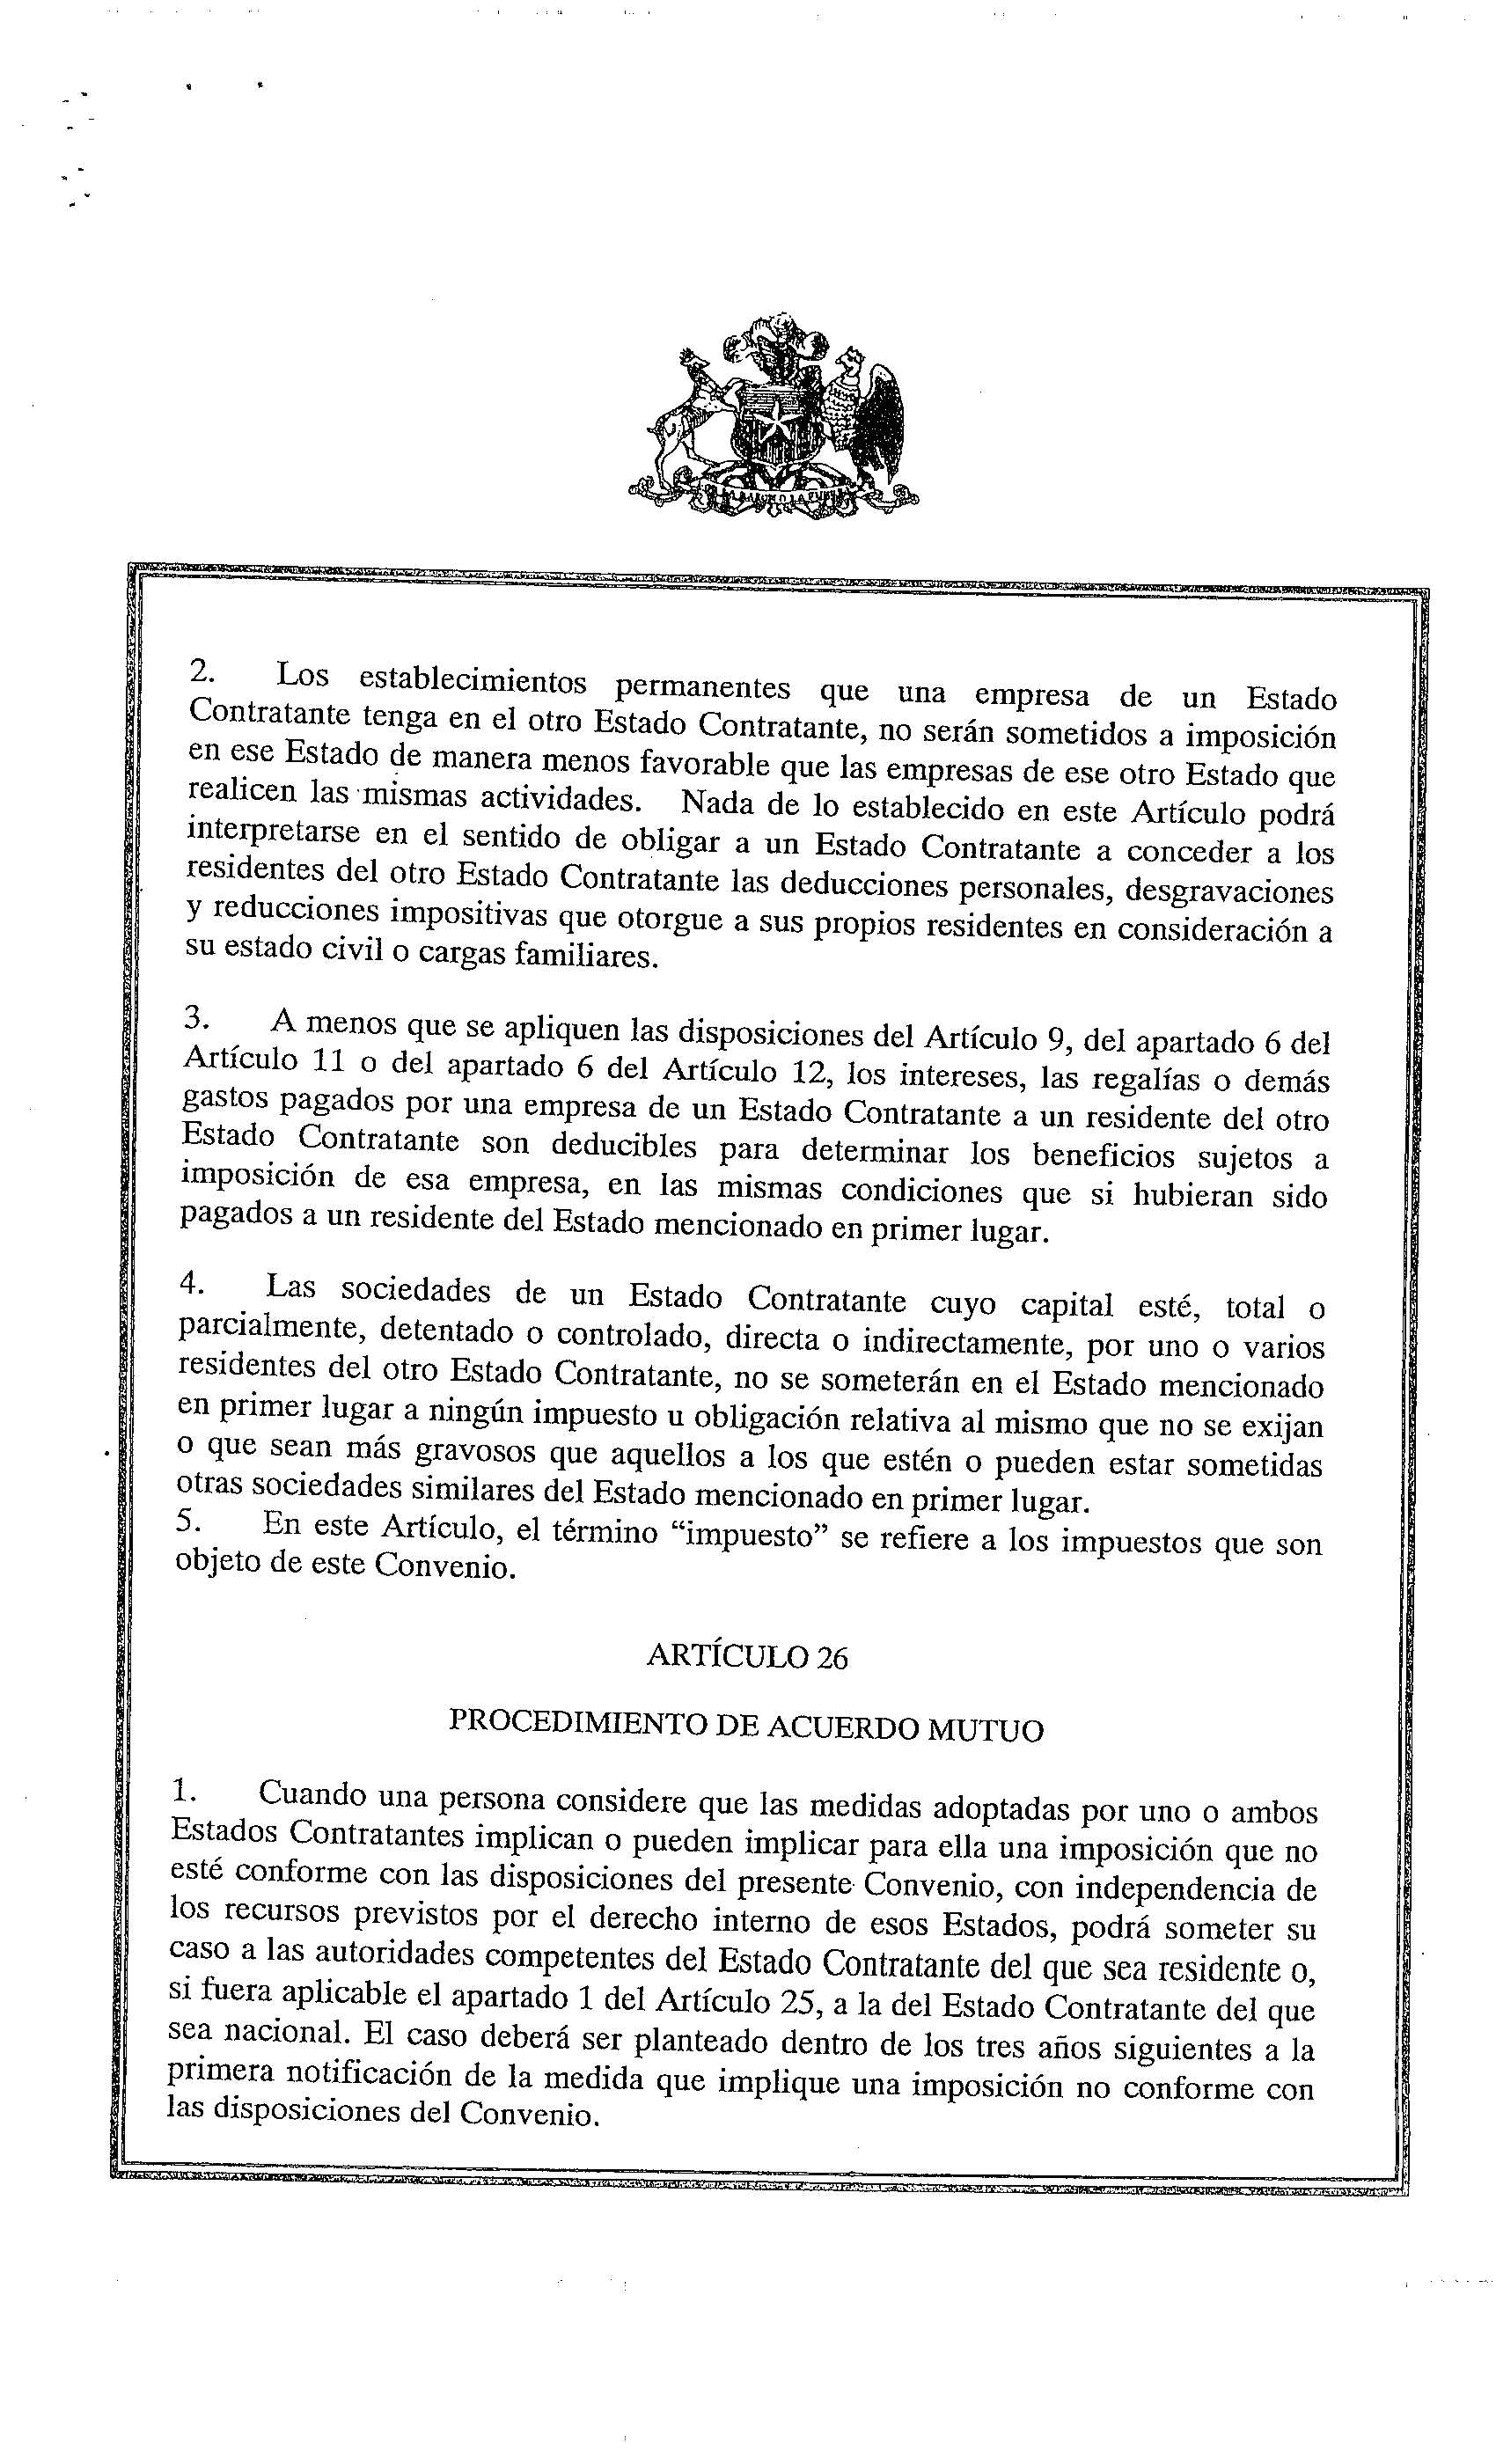 2. Los establecimientos permanentes que una empresa de un Estado
Contratante tenga en el otro Estado Contratante, no serán sometidos a imposición
en ese Estado de manera menos favorable que las empresas de ese otro Estado que
realicen las mismas actividades. Nada de lo establecido en este Artículo podrá
interpretarse en el sentido de obligar a un Estado Contratante a conceder a los
residentes del otro Estado Contratante las deducciones personales, desgravaciones
y reducciones impositivas que otorgue a sus propios residentes en consideración a
su estado civil o cargas familiares.
3. A menos que se apliquen las disposiciones del Artículo 9, del apartado 6 del
Artículo 11 o del apartado 6 del Artículo 12, los intereses, las regalías o demás
gastos pagados por una empresa de un Estado Contratante a un residente del otro
Estado Contratante son deducibles para determinar los beneficios sujetos a
imposición de esa empresa, en las mismas condiciones que si hubieran sido
pagados a un residente del Estado mencionado en primer lugar.
4. Las sociedades de un Estado Contratante cuyo capital esté, total o
parcialmente, detentado o controlado, directa o indirectamente, por uno o varios
residentes del otro Estado Contratante, no se someterán en el Estado mencionado
en primer lugar a ningún impuesto u obligación relativa al mismo que no se exijan
o que sean más gravosos que aquellos a los que estén o pueden estar sometidas
otras sociedades similares del Estado mencionado en primer lugar.
5. En este Artículo, el término “impuesto” se refiere a los impuestos que son
objeto de este Convenio.
ARTÍCULO 26
PROCEDIMIENTO DE ACUERDO MUTUO
1. Cuando una persona considere que las medidas adoptadas por uno o ambos
Estados Contratantes implican o pueden implicar para ella una imposición que no
esté conforme con las disposiciones del presente Convenio, con independencia de
los recursos previstos por el derecho interno de esos Estados, podrá someter su
caso a las autoridades competentes del Estado Contratante del que sea residente o,
si fuera aplicable el apartado 1 del Artículo 25, a la del Estado Contratante del que
sea nacional. El caso deberá ser planteado dentro de los tres años siguientes a la
primera notificación de la medida que implique una imposición no conforme con
las disposiciones del Convenio.